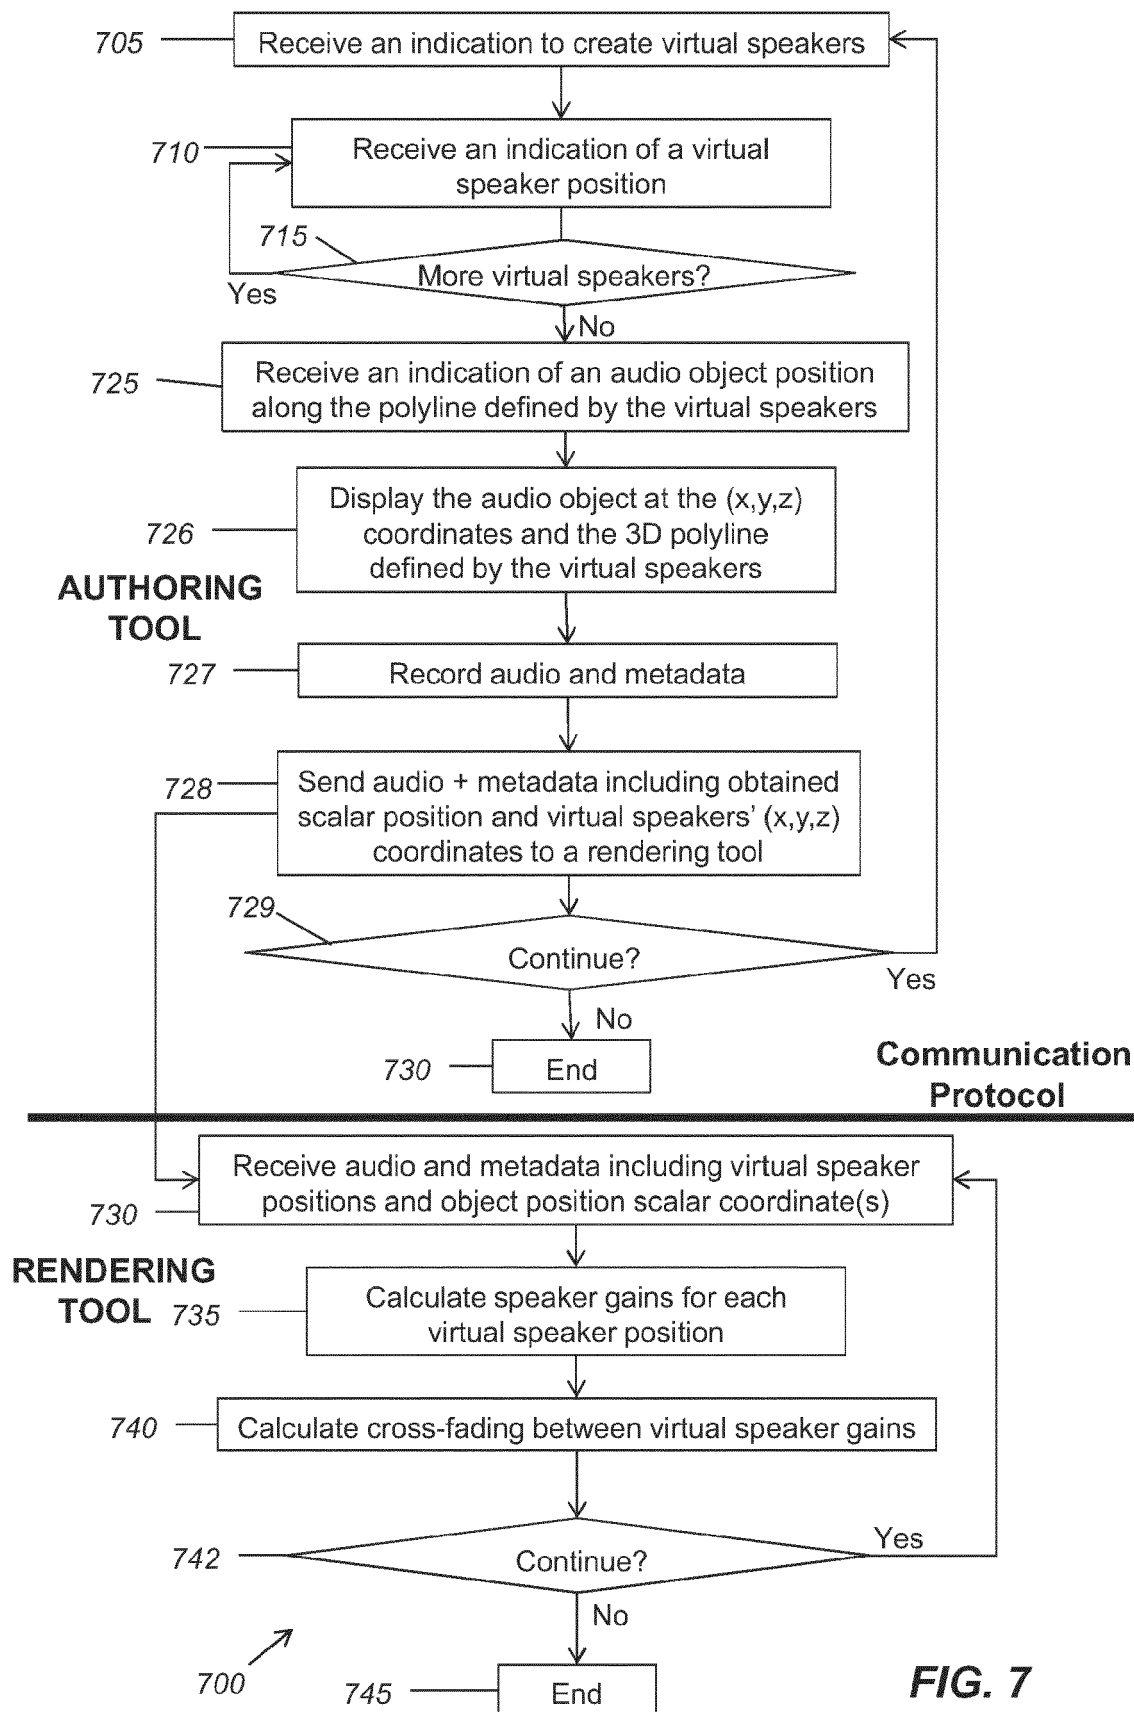 705
Receive an indication to create virtual speakers
710
Receive an indication of a virtual
speaker position
715
More virtual speakers?
Yes
No
725
Receive an indication of an audio object position
along the polyline defined by the virtual speakers
726
Display the audio object at the (x,y,z)
coordinates and the 3D polyline
defined by the virtual speakers
AUTHORING
TOOL
727
Record audio and metadata
728
Send audio + metadata including obtained
scalar position and virtual speakers’ (x,y,z)
coordinates to a rendering tool
729
Continue?
Yes
No
730
End
Communication
Protocol
Receive audio and metadata including virtual speaker
positions and object position scalar coordinate(s)
730
RENDERING
TOOL
735
Calculate speaker gains for each
virtual speaker position
740
Calculate cross-fading between virtual speaker gains
742
Continue?
Yes
No
700
745
End
FIG. 7